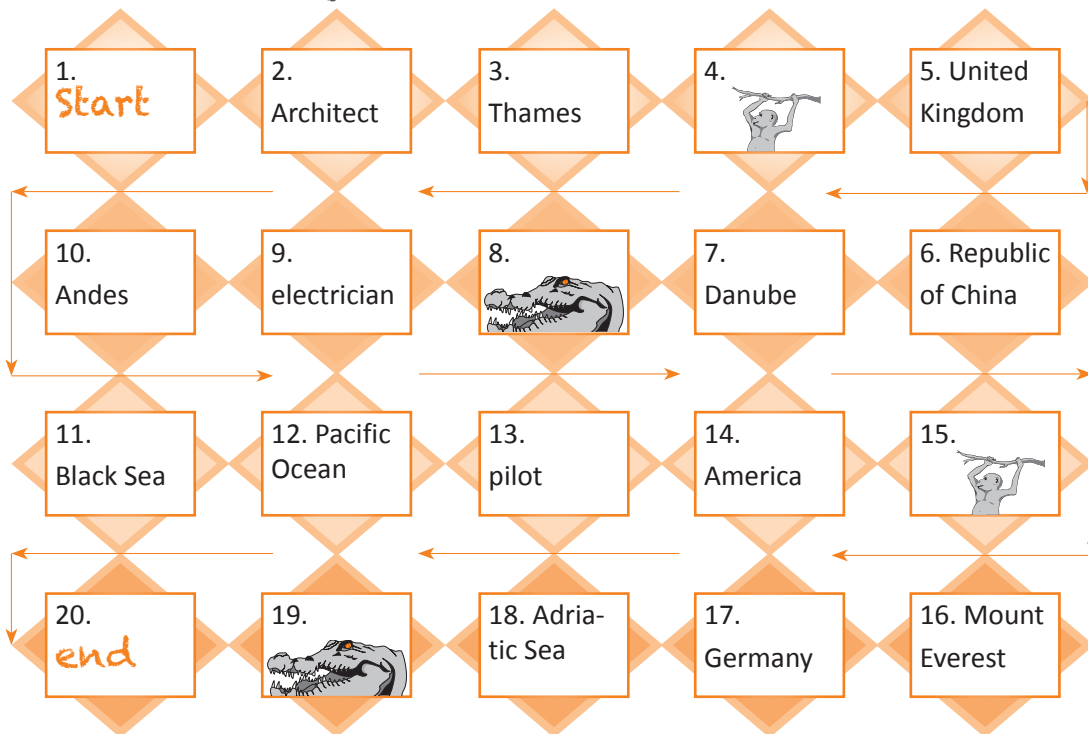 1.
Start
2.
Architect
3.
Thames
4.
5. United
Kingdom
10.
Andes
9.
electrician
8.
7.
Danube
6. Republic
of China
11.
Black Sea
12. Pacific
Ocean
13.
pilot
14.
America
15.
20.
end
19.
18. Adria-
tic Sea
17.
Germany
16. Mount
Everest